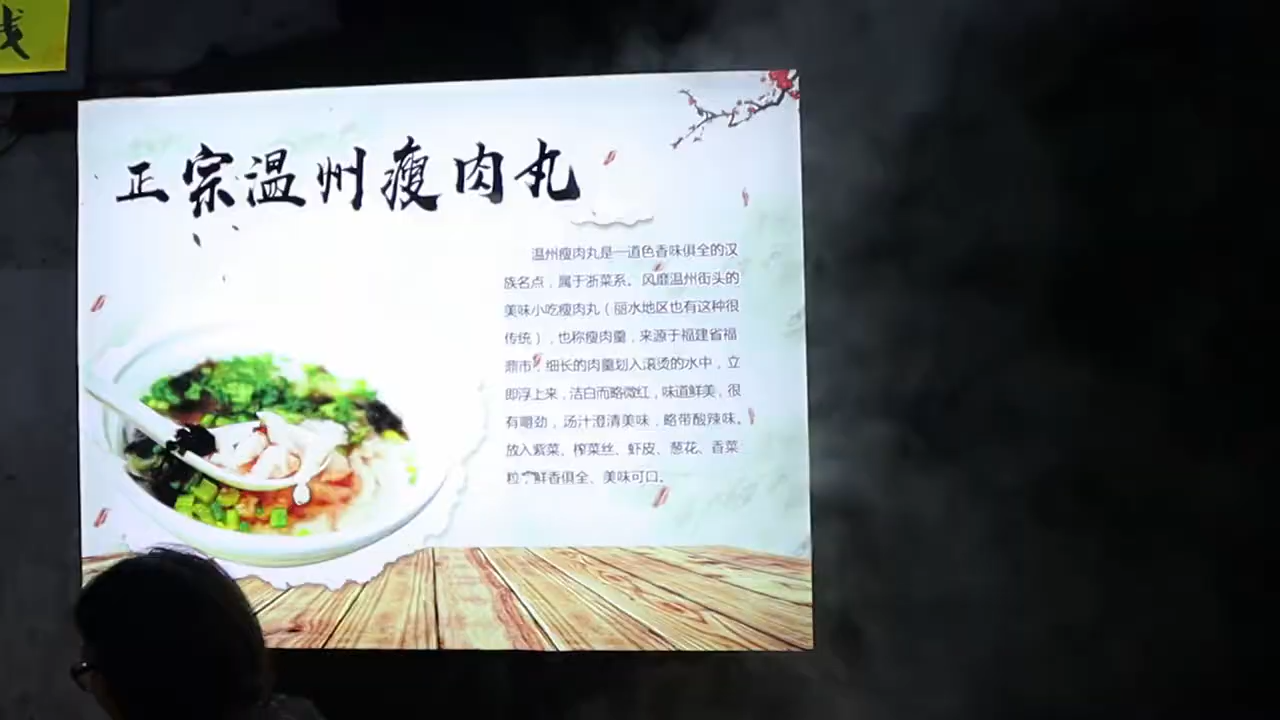 正宗温州瘦肉丸
温州瘦肉丸是一道色香味俱全的汉
族名点，属于浙菜系。风靡温州街头的
美味小吃瘦肉丸（丽水地区也有这种很
传统），也称瘦肉羹，来源于福建省福
鼎市，细长的肉羹划入滚烫的水中，立
即浮上来，洁白而略微红，味道鲜美，很
有嚼劲，汤汁澄清美味，略带酸辣味。
放入紫菜、榨菜丝、虾皮、葱花、香菜
粒，鲜香俱全、美味可口。